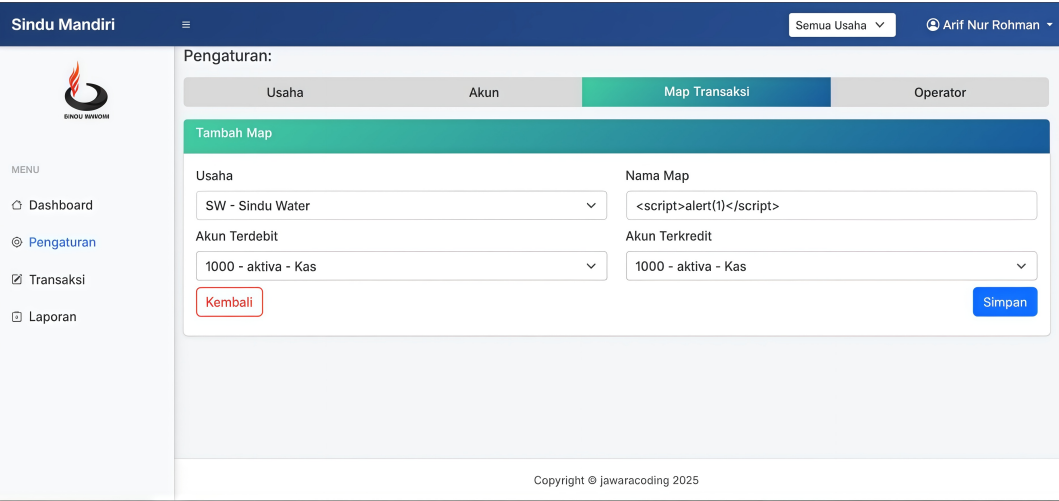 Sindu Mandiri
Semua Usaha
Arif Nur Rohman
SINDU MANDIRI
MENU
Dashboard
Pengaturan
Transaksi
Laporan
Pengaturan:
Usaha
Akun
Map Transaksi
Operator
Tambah Map
Usaha
Nama Map
SW - Sindu Water
<script>alert(1)</script>
Akun Terdebit
Akun Terkredit
1000 - aktiva - Kas
1000 - aktiva - Kas
Kembali
Simpan
Copyright © jawaracoding 2025